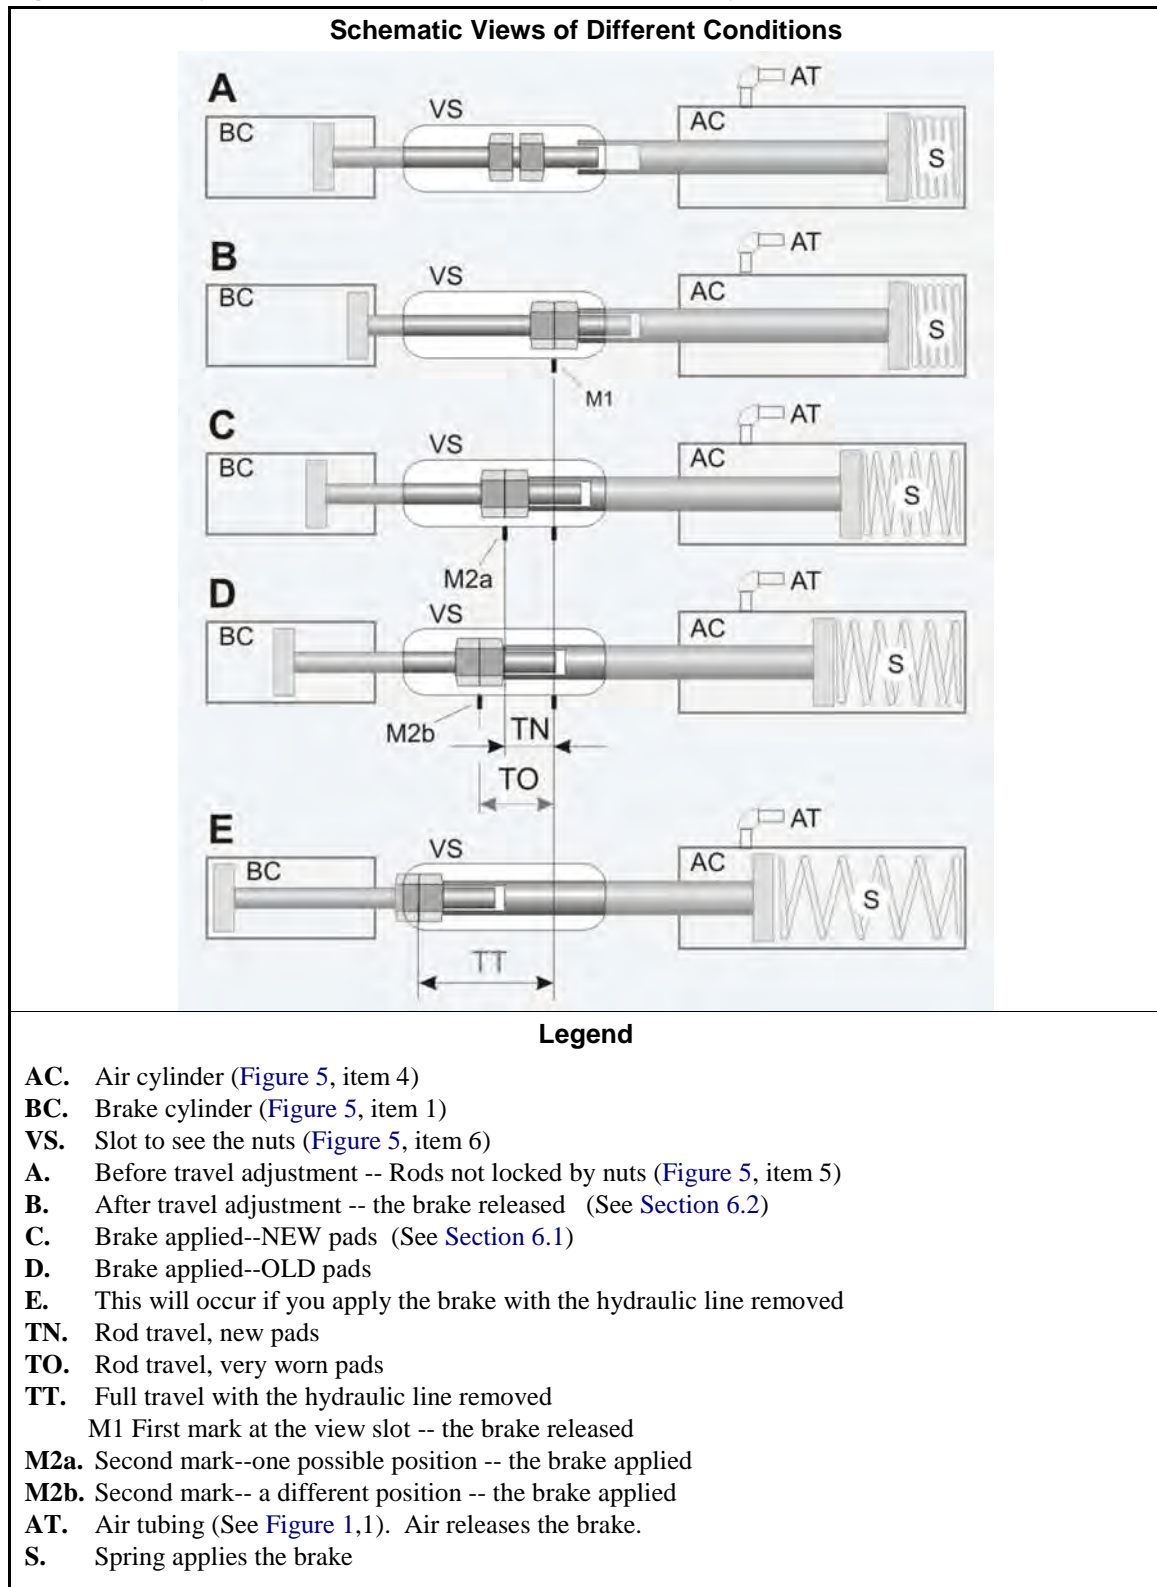 Schematic Views of Different Conditions
A
BC
VS
AC
AT
S
B
BC
VS
AC
AT
S
M1
C
BC
VS
AC
AT
S
M2a
D
BC
VS
AC
AT
S
M2b
TN
TO
E
BC
VS
AC
AT
S
TT
Legend
AC. Air cylinder (Figure 5, item 4)
BC. Brake cylinder (Figure 5, item 1)
VS. Slot to see the nuts (Figure 5, item 6)
A. Before travel adjustment -- Rods not locked by nuts (Figure 5, item 5)
B. After travel adjustment -- the brake released (See Section 6.2)
C. Brake applied--NEW pads (See Section 6.1)
D. Brake applied--OLD pads
E. This will occur if you apply the brake with the hydraulic line removed
TN. Rod travel, new pads
TO. Rod travel, very worn pads
TT. Full travel with the hydraulic line removed
M1 First mark at the view slot -- the brake released
M2a. Second mark--one possible position -- the brake applied
M2b. Second mark-- a different position -- the brake applied
AT. Air tubing (See Figure 1,1). Air releases the brake.
S. Spring applies the brake